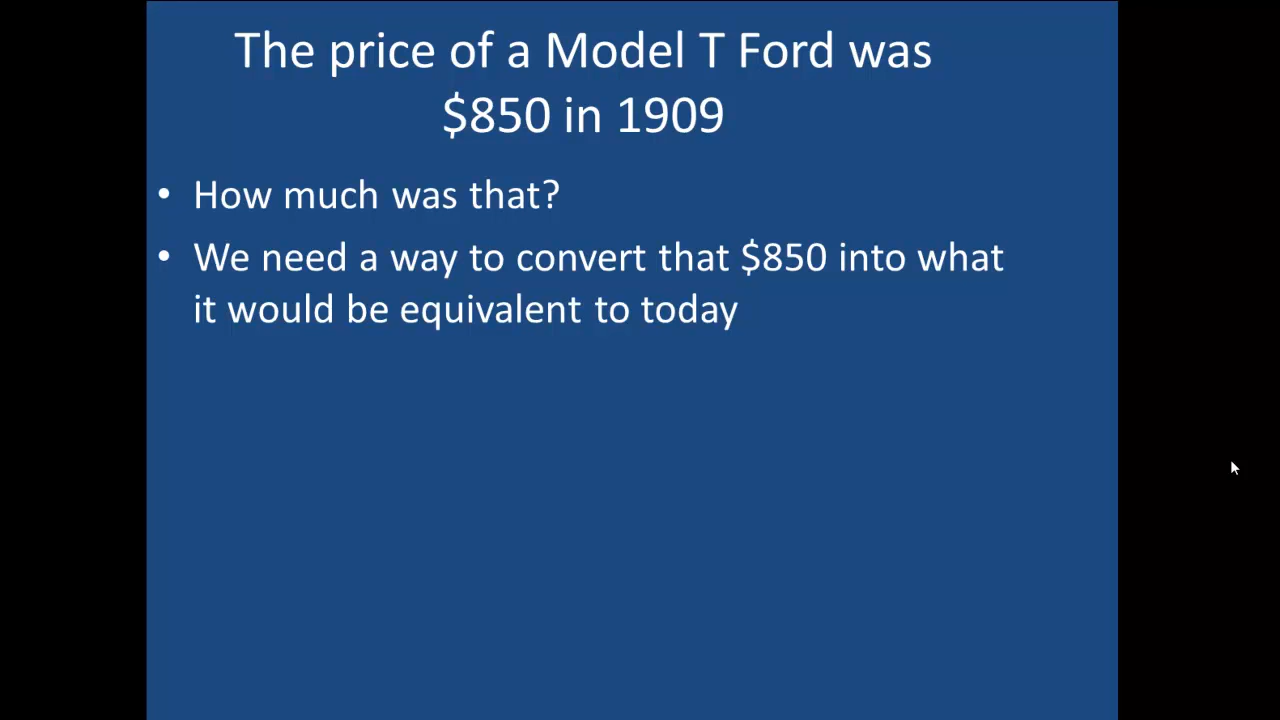 The price of a Model T Ford was
$850 in 1909
• How much was that?
• We need a way to convert that $850 into what
it would be equivalent to today